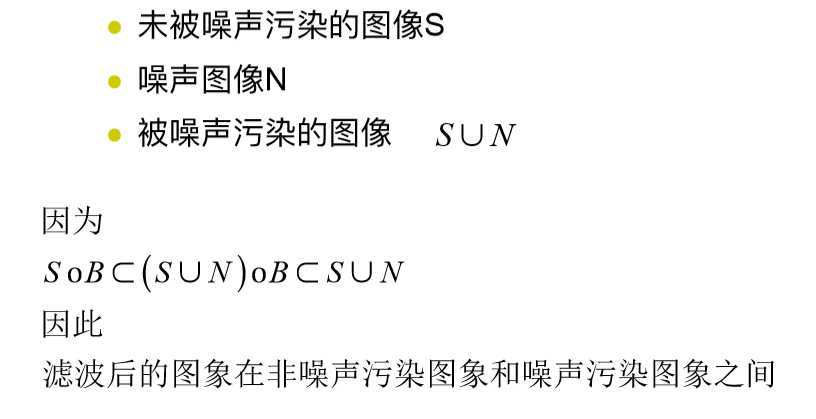 ● 未被噪声污染的图像S
● 噪声图像N
● 被噪声污染的图像 S∪N
因为
SoB⊂(S∪N)oB⊂S∪N
因此
滤波后的图象在非噪声污染图象和噪声污染图象之间